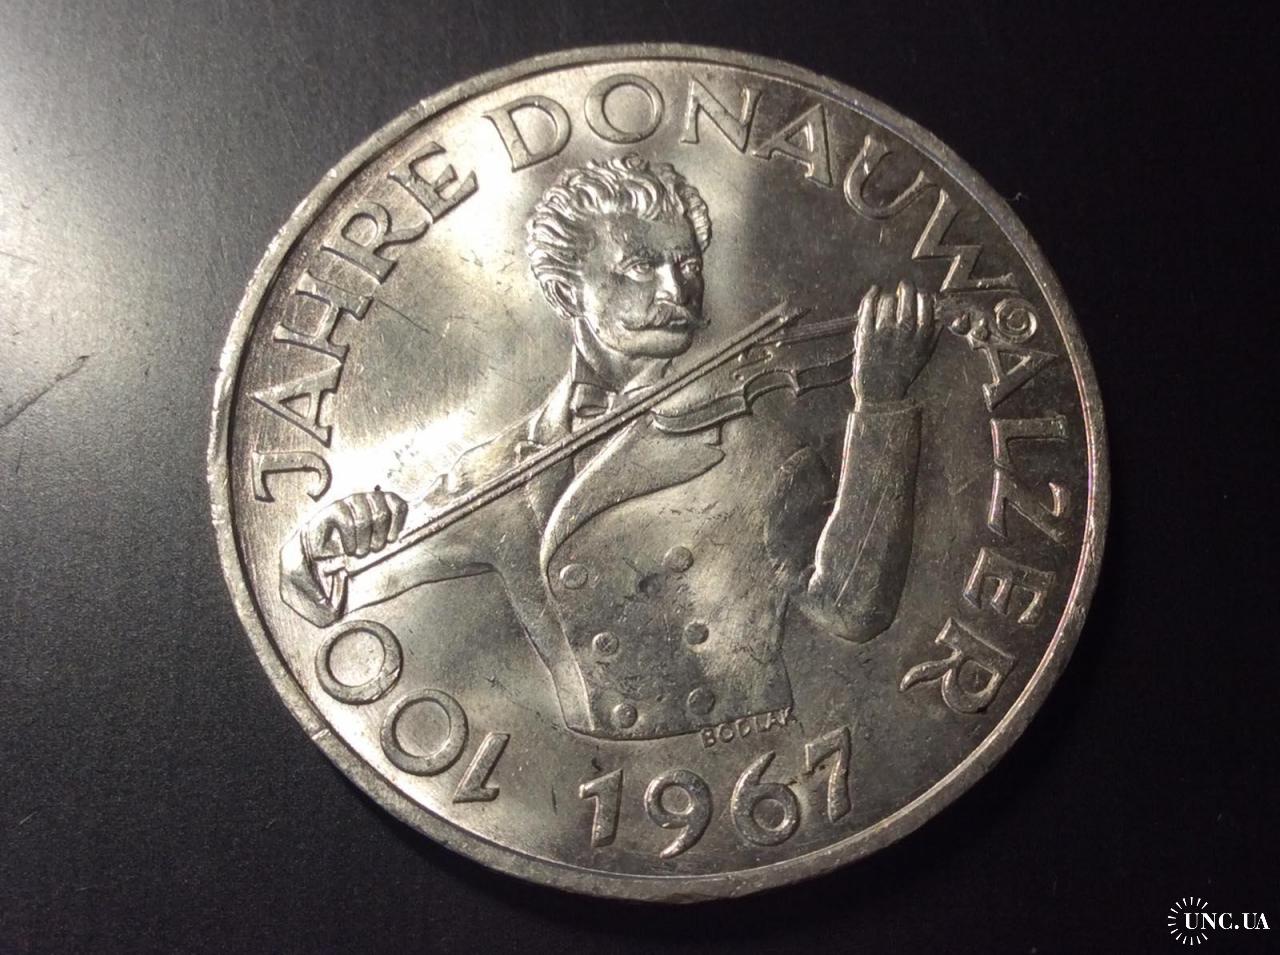 100 JAHRE DONAUWALZER
BODLAK
1967
UNC.UA